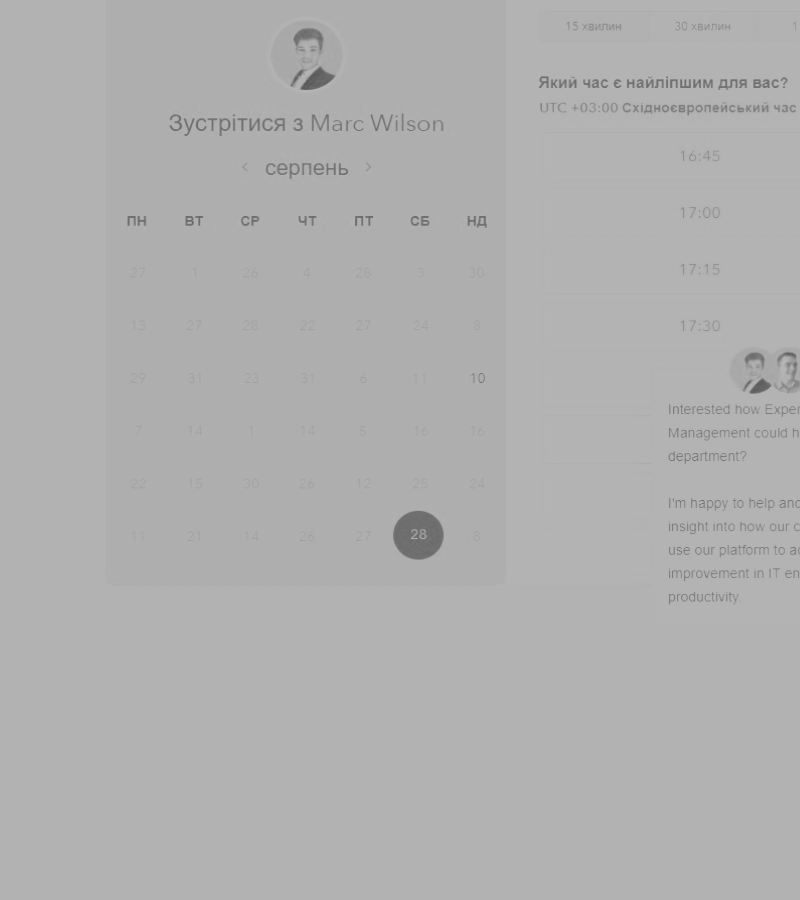 Зустрітися з Marc Wilson
< серпень >
ПН ВТ СР ЧТ ПТ СБ НД
27 1 26 4 28 3 30
13 27 28 22 27 24 8
29 31 23 31 6 11 10
7 14 1 14 5 16 16
22 15 30 26 12 25 24
11 21 14 26 27 28 8
15 хвилин 30 хвилин 1
Який час є найліпшим для вас?
UTC +03:00 Східноєвропейський час
16:45
17:00
17:15
17:30
Interested how Exper
Management could h
department?
I'm happy to help and
insight into how our c
use our platform to a
improvement in IT en
productivity.